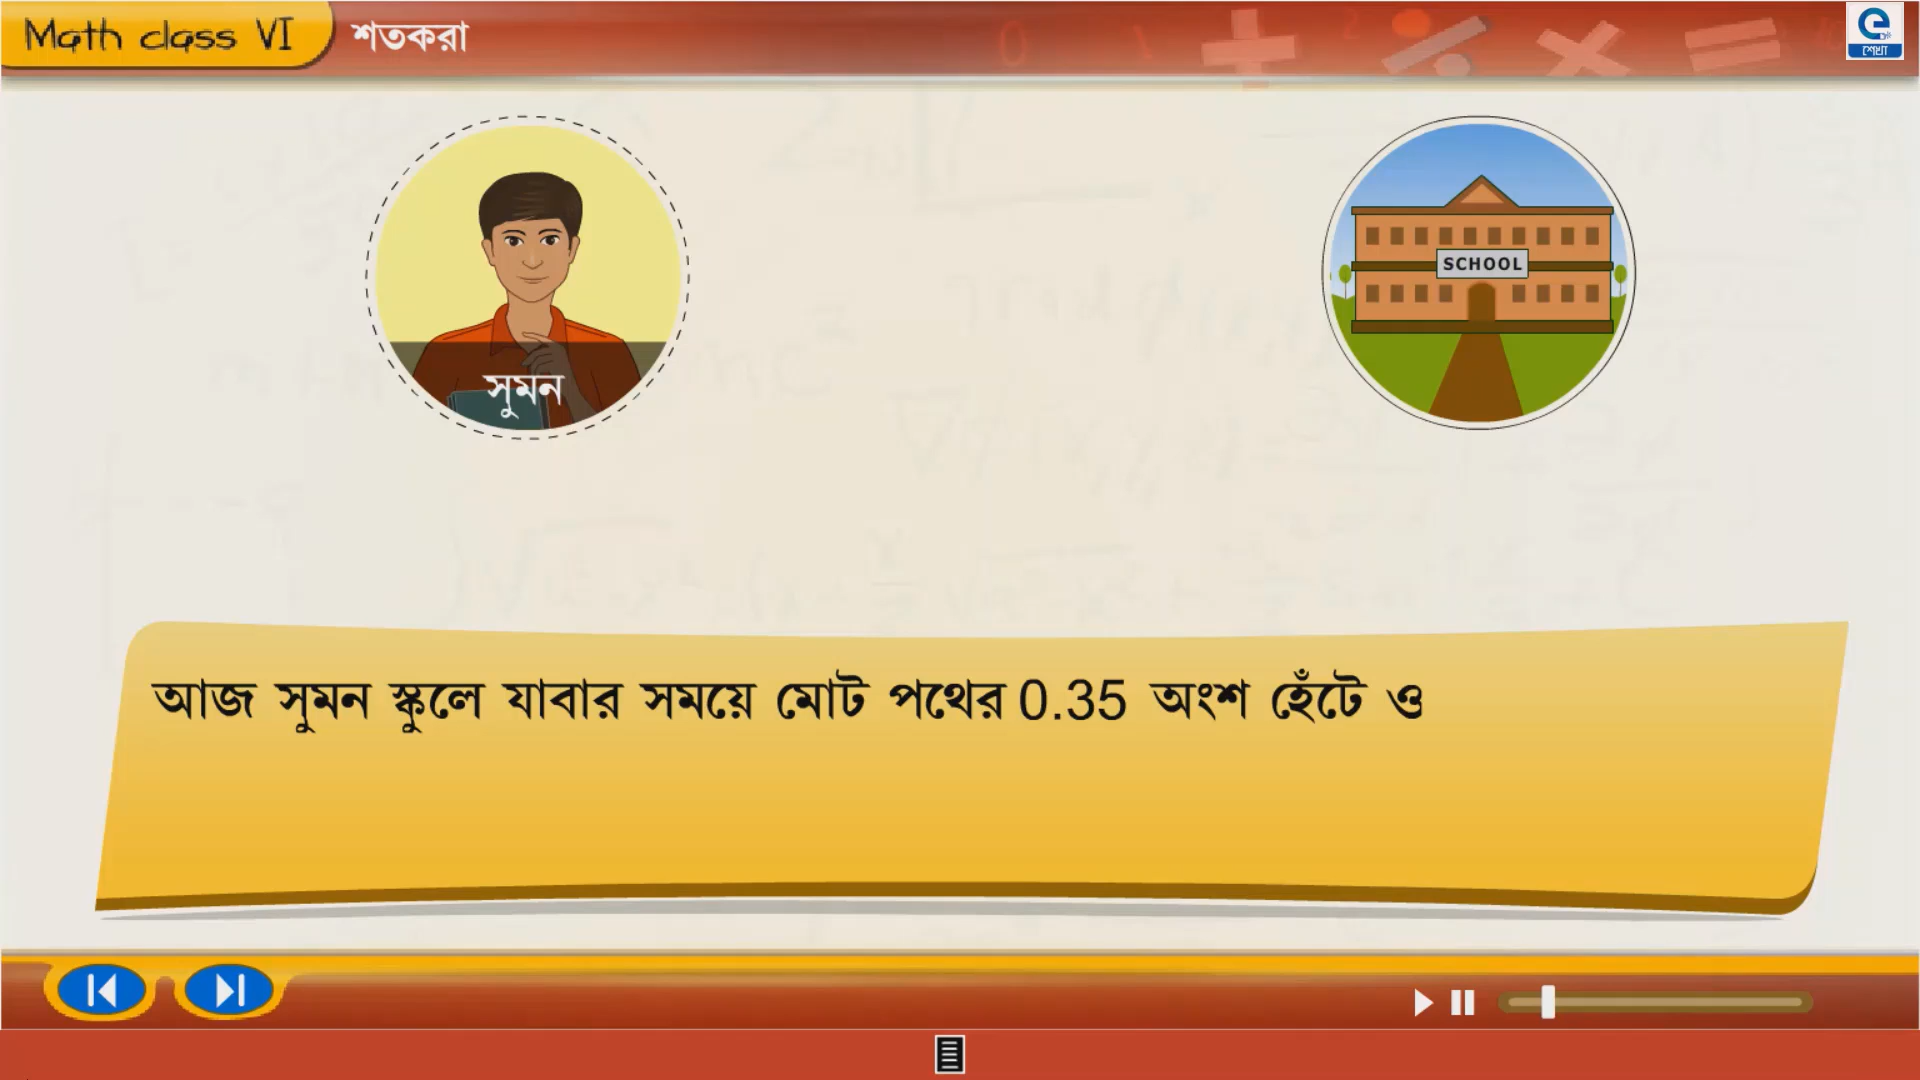 Math class VI
শতকরা
শেখা
SCHOOL
সুমন
আজ সুমন স্কুলে যাবার সময়ে মোট পথের 0.35 অংশ হেঁটে ও